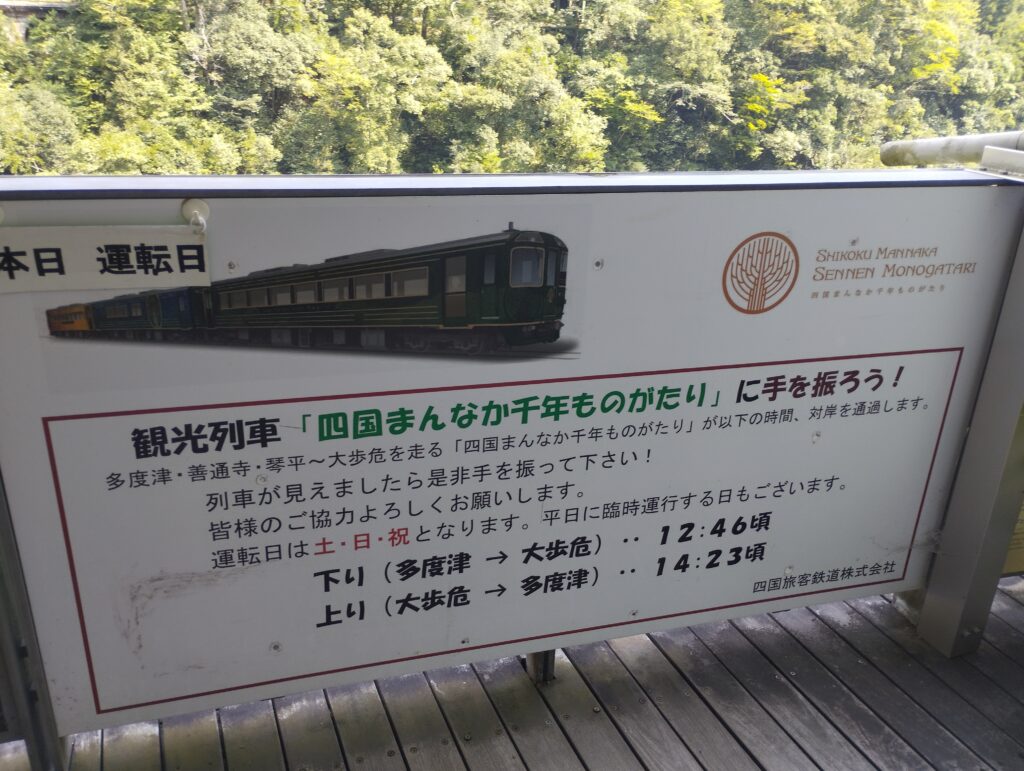 本日 運転日
SHIKOKU MANNAKA
SENNEN MONOGATARI
四国まんなか千年ものがたり
観光列車「四国まんなか千年ものがたり」に手を振ろう！
多度津・善通寺・琴平～大歩危を走る「四国まんなか千年ものがたり」が以下の時間、対岸を通過します。
列車が見えましたら是非手を振って下さい！
皆様のご協力よろしくお願いします。
運転日は土・日・祝となります。平日に臨時運行する日もございます。
下り（多度津 → 大歩危）‥ 12：46頃
上り（大歩危 → 多度津）‥ 14：23頃
四国旅客鉄道株式会社